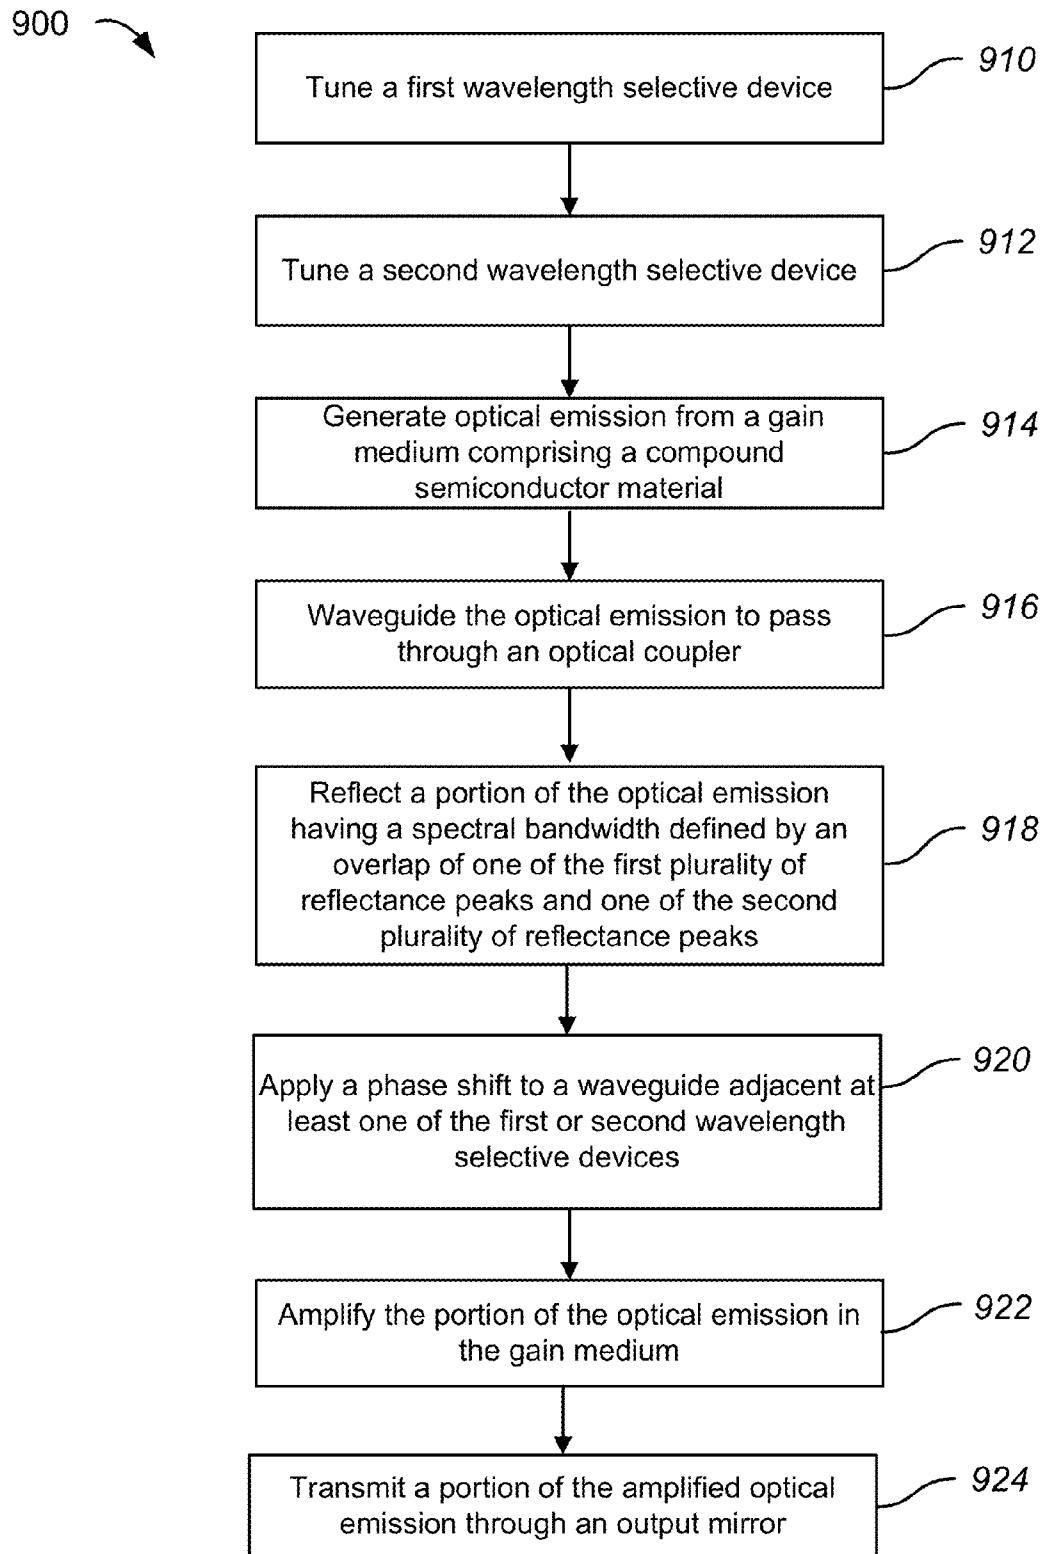 900
Tune a first wavelength selective device
910
Tune a second wavelength selective device
912
Generate optical emission from a gain
medium comprising a compound
semiconductor material
914
Waveguide the optical emission to pass
through an optical coupler
916
Reflect a portion of the optical emission
having a spectral bandwidth defined by an
overlap of one of the first plurality of
reflectance peaks and one of the second
plurality of reflectance peaks
918
Apply a phase shift to a waveguide adjacent at
least one of the first or second wavelength
selective devices
920
Amplify the portion of the optical emission in
the gain medium
922
Transmit a portion of the amplified optical
emission through an output mirror
924